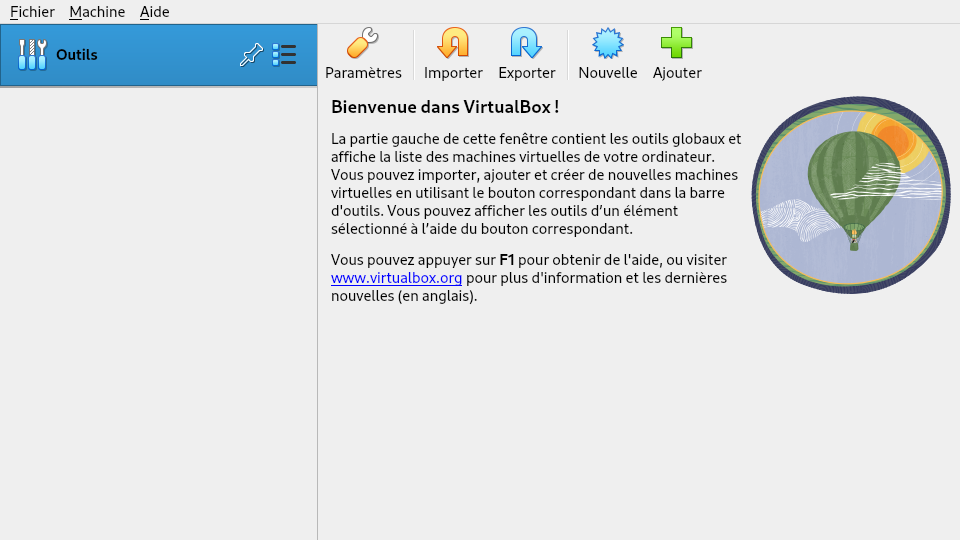 Fichier Machine Aide
Outils
Paramètres Importer Exporter Nouvelle Ajouter
Bienvenue dans VirtualBox !
La partie gauche de cette fenêtre contient les outils globaux et
affiche la liste des machines virtuelles de votre ordinateur.
Vous pouvez importer, ajouter et créer de nouvelles machines
virtuelles en utilisant le bouton correspondant dans la barre
d'outils. Vous pouvez afficher les outils d’un élément
sélectionné à l’aide du bouton correspondant.
Vous pouvez appuyer sur F1 pour obtenir de l'aide, ou visiter
www.virtualbox.org pour plus d'information et les dernières
nouvelles (en anglais).